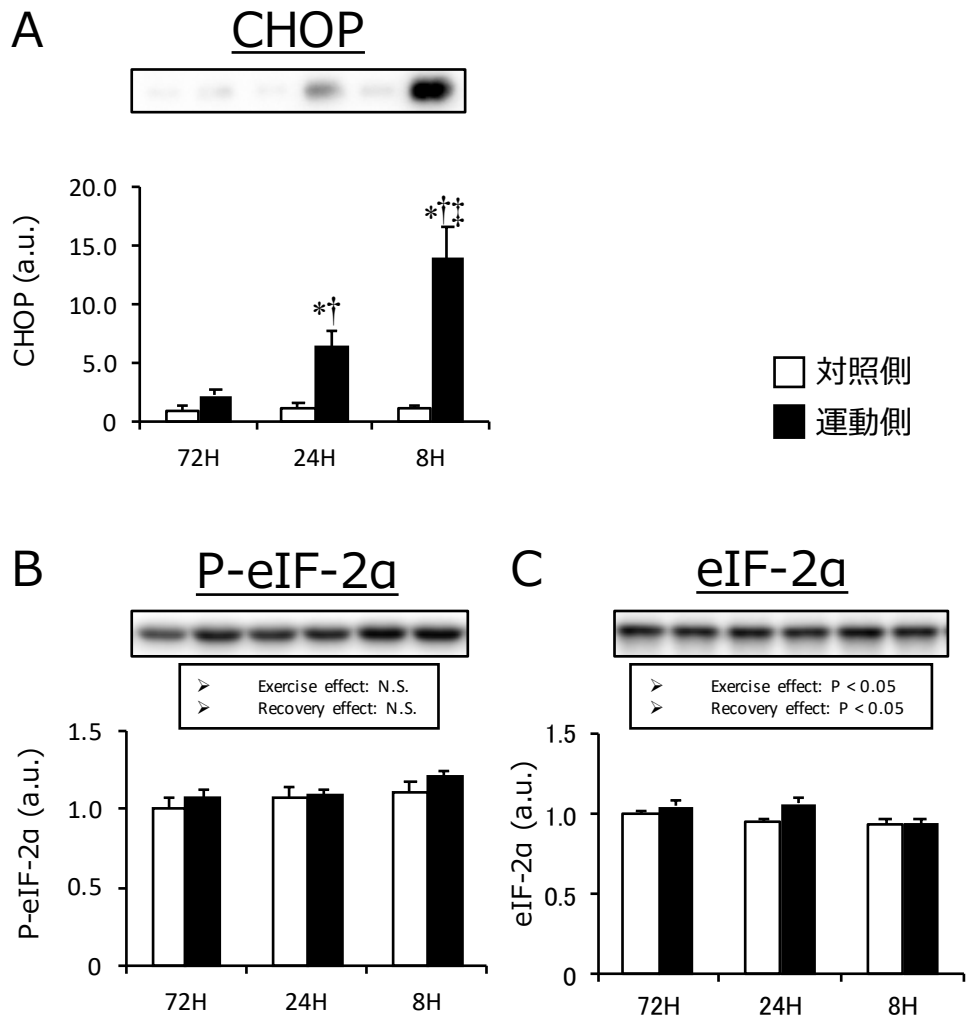 A
CHOP
20.0
15.0
10.0
5.0
0
CHOP (a.u.)
*†
*†‡
72H 24H 8H
対照側
運動側
B
P-eIF-2α
➢ Exercise effect: N.S.
➢ Recovery effect: N.S.
1.5
1.0
0.5
0
P-eIF-2α (a.u.)
72H 24H 8H
C
eIF-2α
➢ Exercise effect: P < 0.05
➢ Recovery effect: P < 0.05
1.5
1.0
0.5
0
eIF-2α (a.u.)
72H 24H 8H